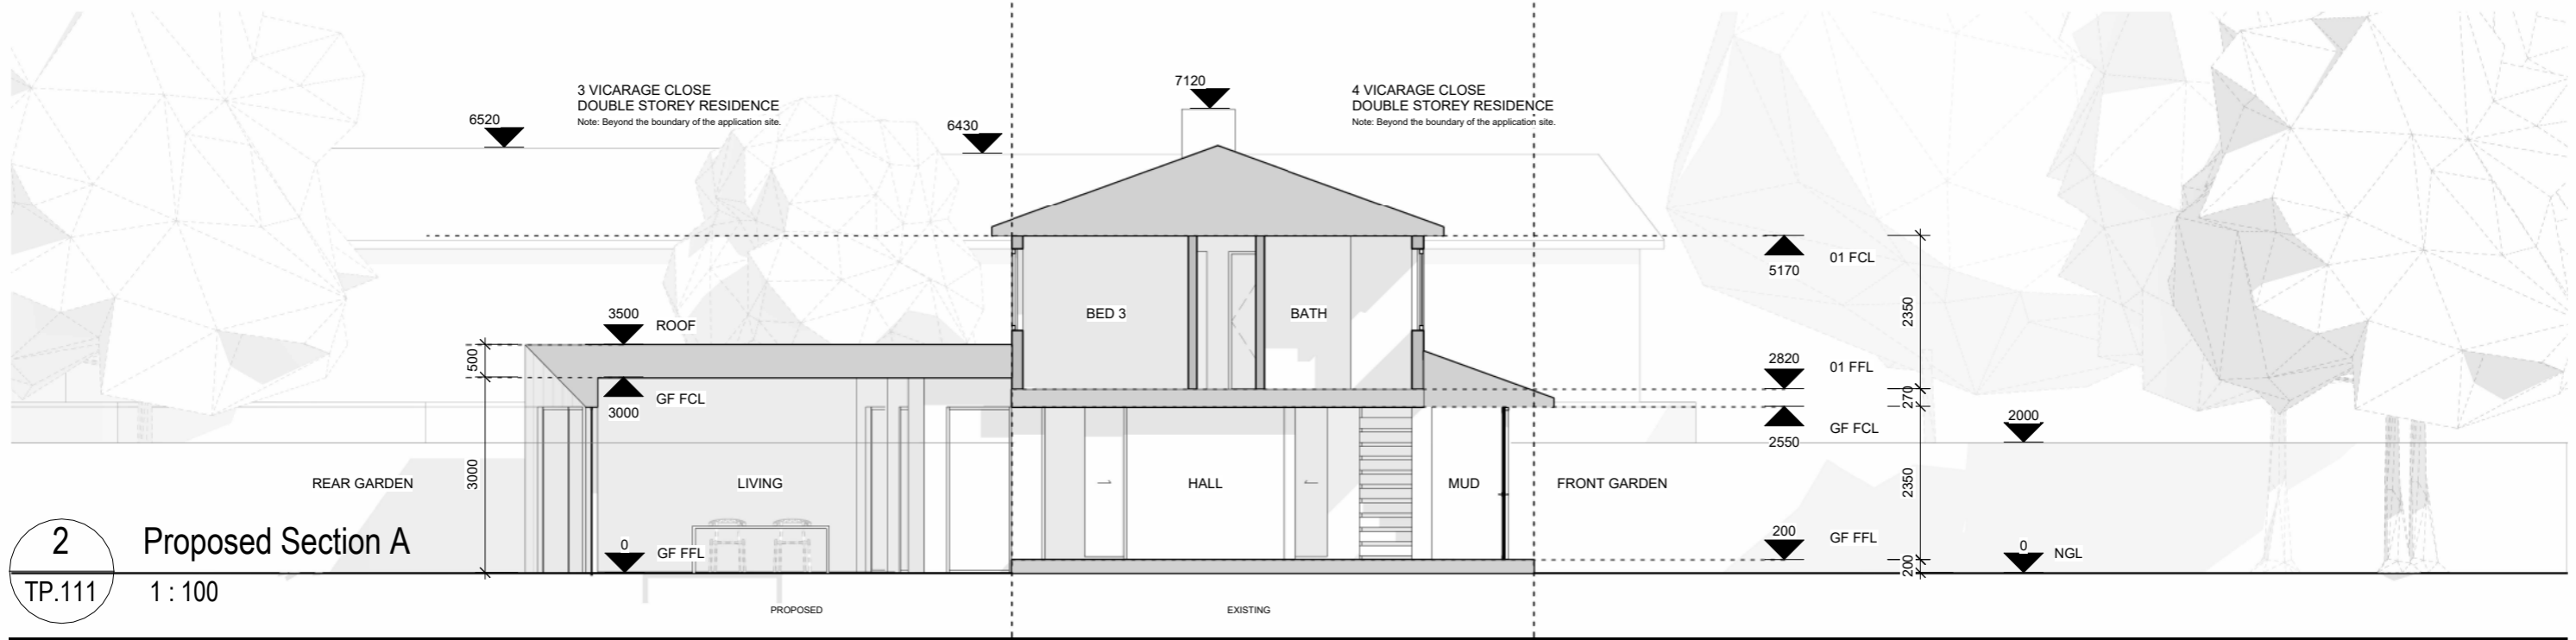 7120
3 VICARAGE CLOSE
DOUBLE STOREY RESIDENCE
Note: Beyond the boundary of the application site.
4 VICARAGE CLOSE
DOUBLE STOREY RESIDENCE
Note: Beyond the boundary of the application site.
6520
6430
5170
01 FCL
2350
BED 3
BATH
3500
ROOF
500
2820
01 FFL
GF FCL
3000
270
2550
GF FCL
2000
REAR GARDEN
3000
LIVING
HALL
MUD
FRONT GARDEN
2350
0
GF FFL
200
GF FFL
200
0
NGL
2
Proposed Section A
TP.111
1 : 100
PROPOSED
EXISTING